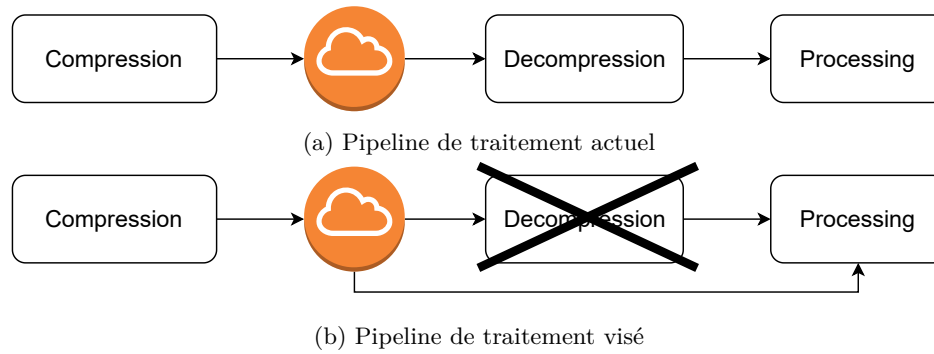 Compression Decompression Processing
(a) Pipeline de traitement actuel
Compression Decompression Processing
(b) Pipeline de traitement visé